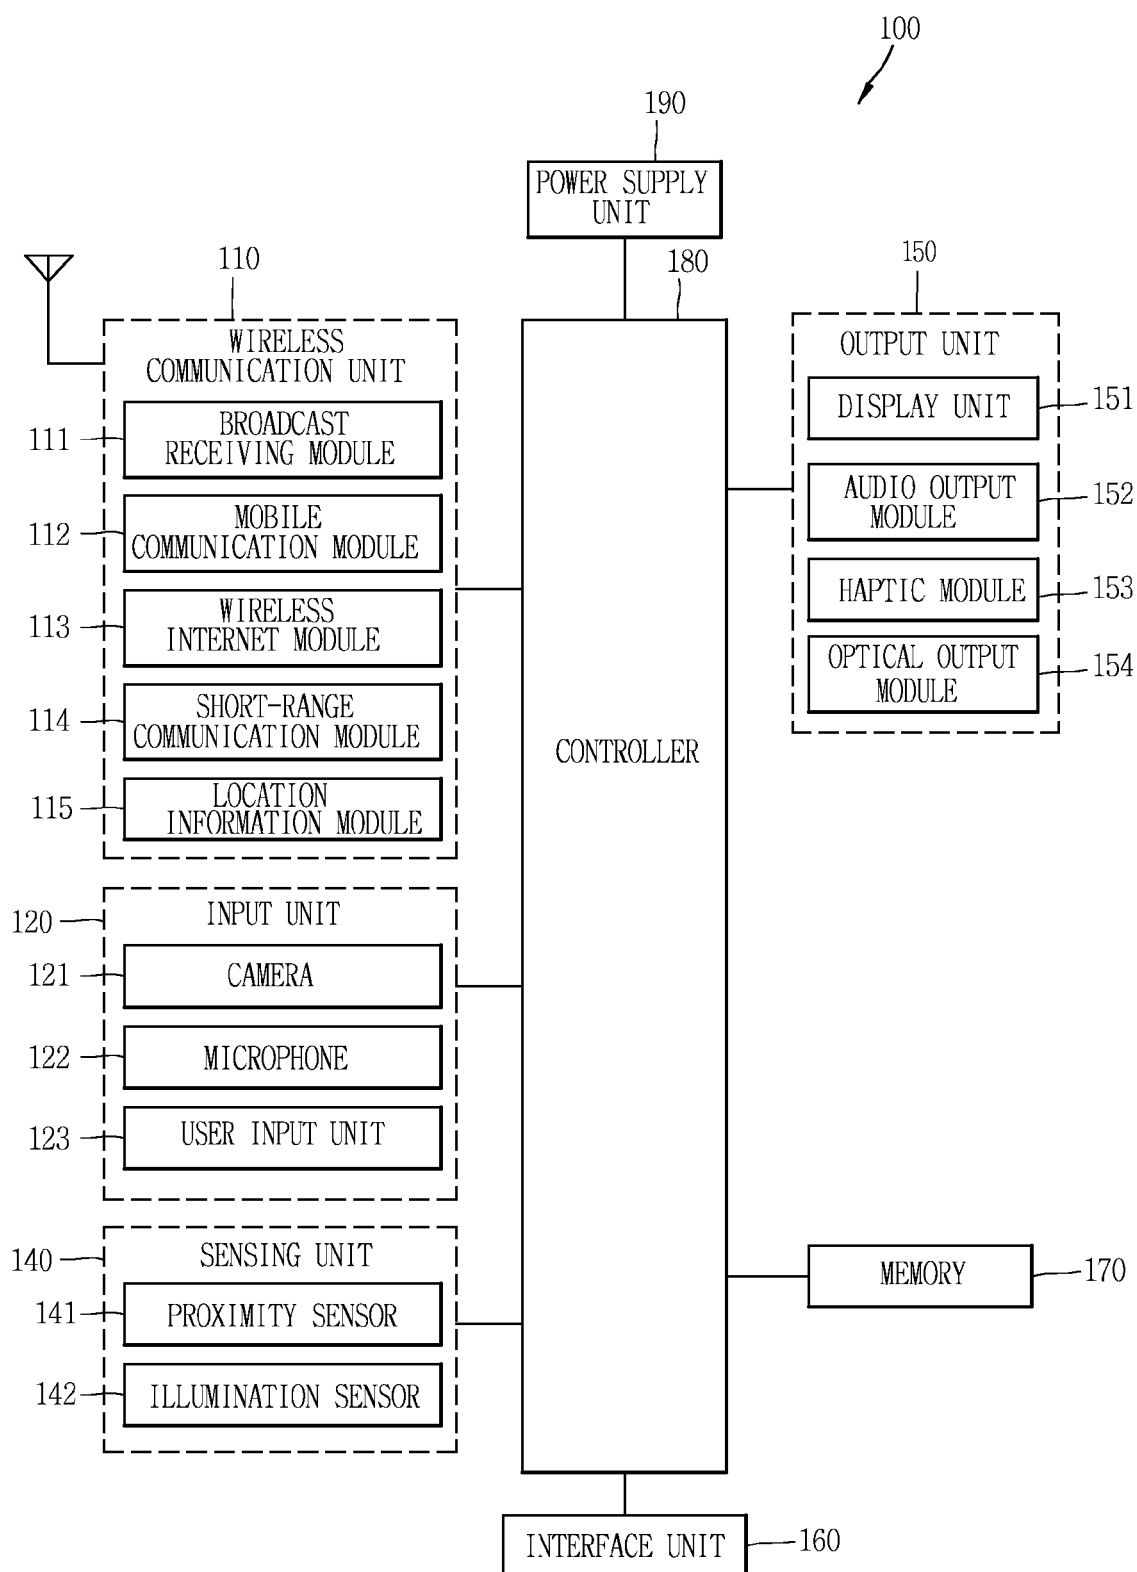 100
190
POWER SUPPLY
UNIT
110
180
150
WIRELESS
COMMUNICATION UNIT
111
BROADCAST
RECEIVING MODULE
112
MOBILE
COMMUNICATION MODULE
113
WIRELESS
INTERNET MODULE
114
SHORT-RANGE
COMMUNICATION MODULE
115
LOCATION
INFORMATION MODULE
120
INPUT UNIT
121
CAMERA
122
MICROPHONE
123
USER INPUT UNIT
140
SENSING UNIT
141
PROXIMITY SENSOR
142
ILLUMINATION SENSOR
CONTROLLER
OUTPUT UNIT
DISPLAY UNIT
151
AUDIO OUTPUT
MODULE
152
HAPTIC MODULE
153
OPTICAL OUTPUT
MODULE
154
MEMORY
170
INTERFACE UNIT
160